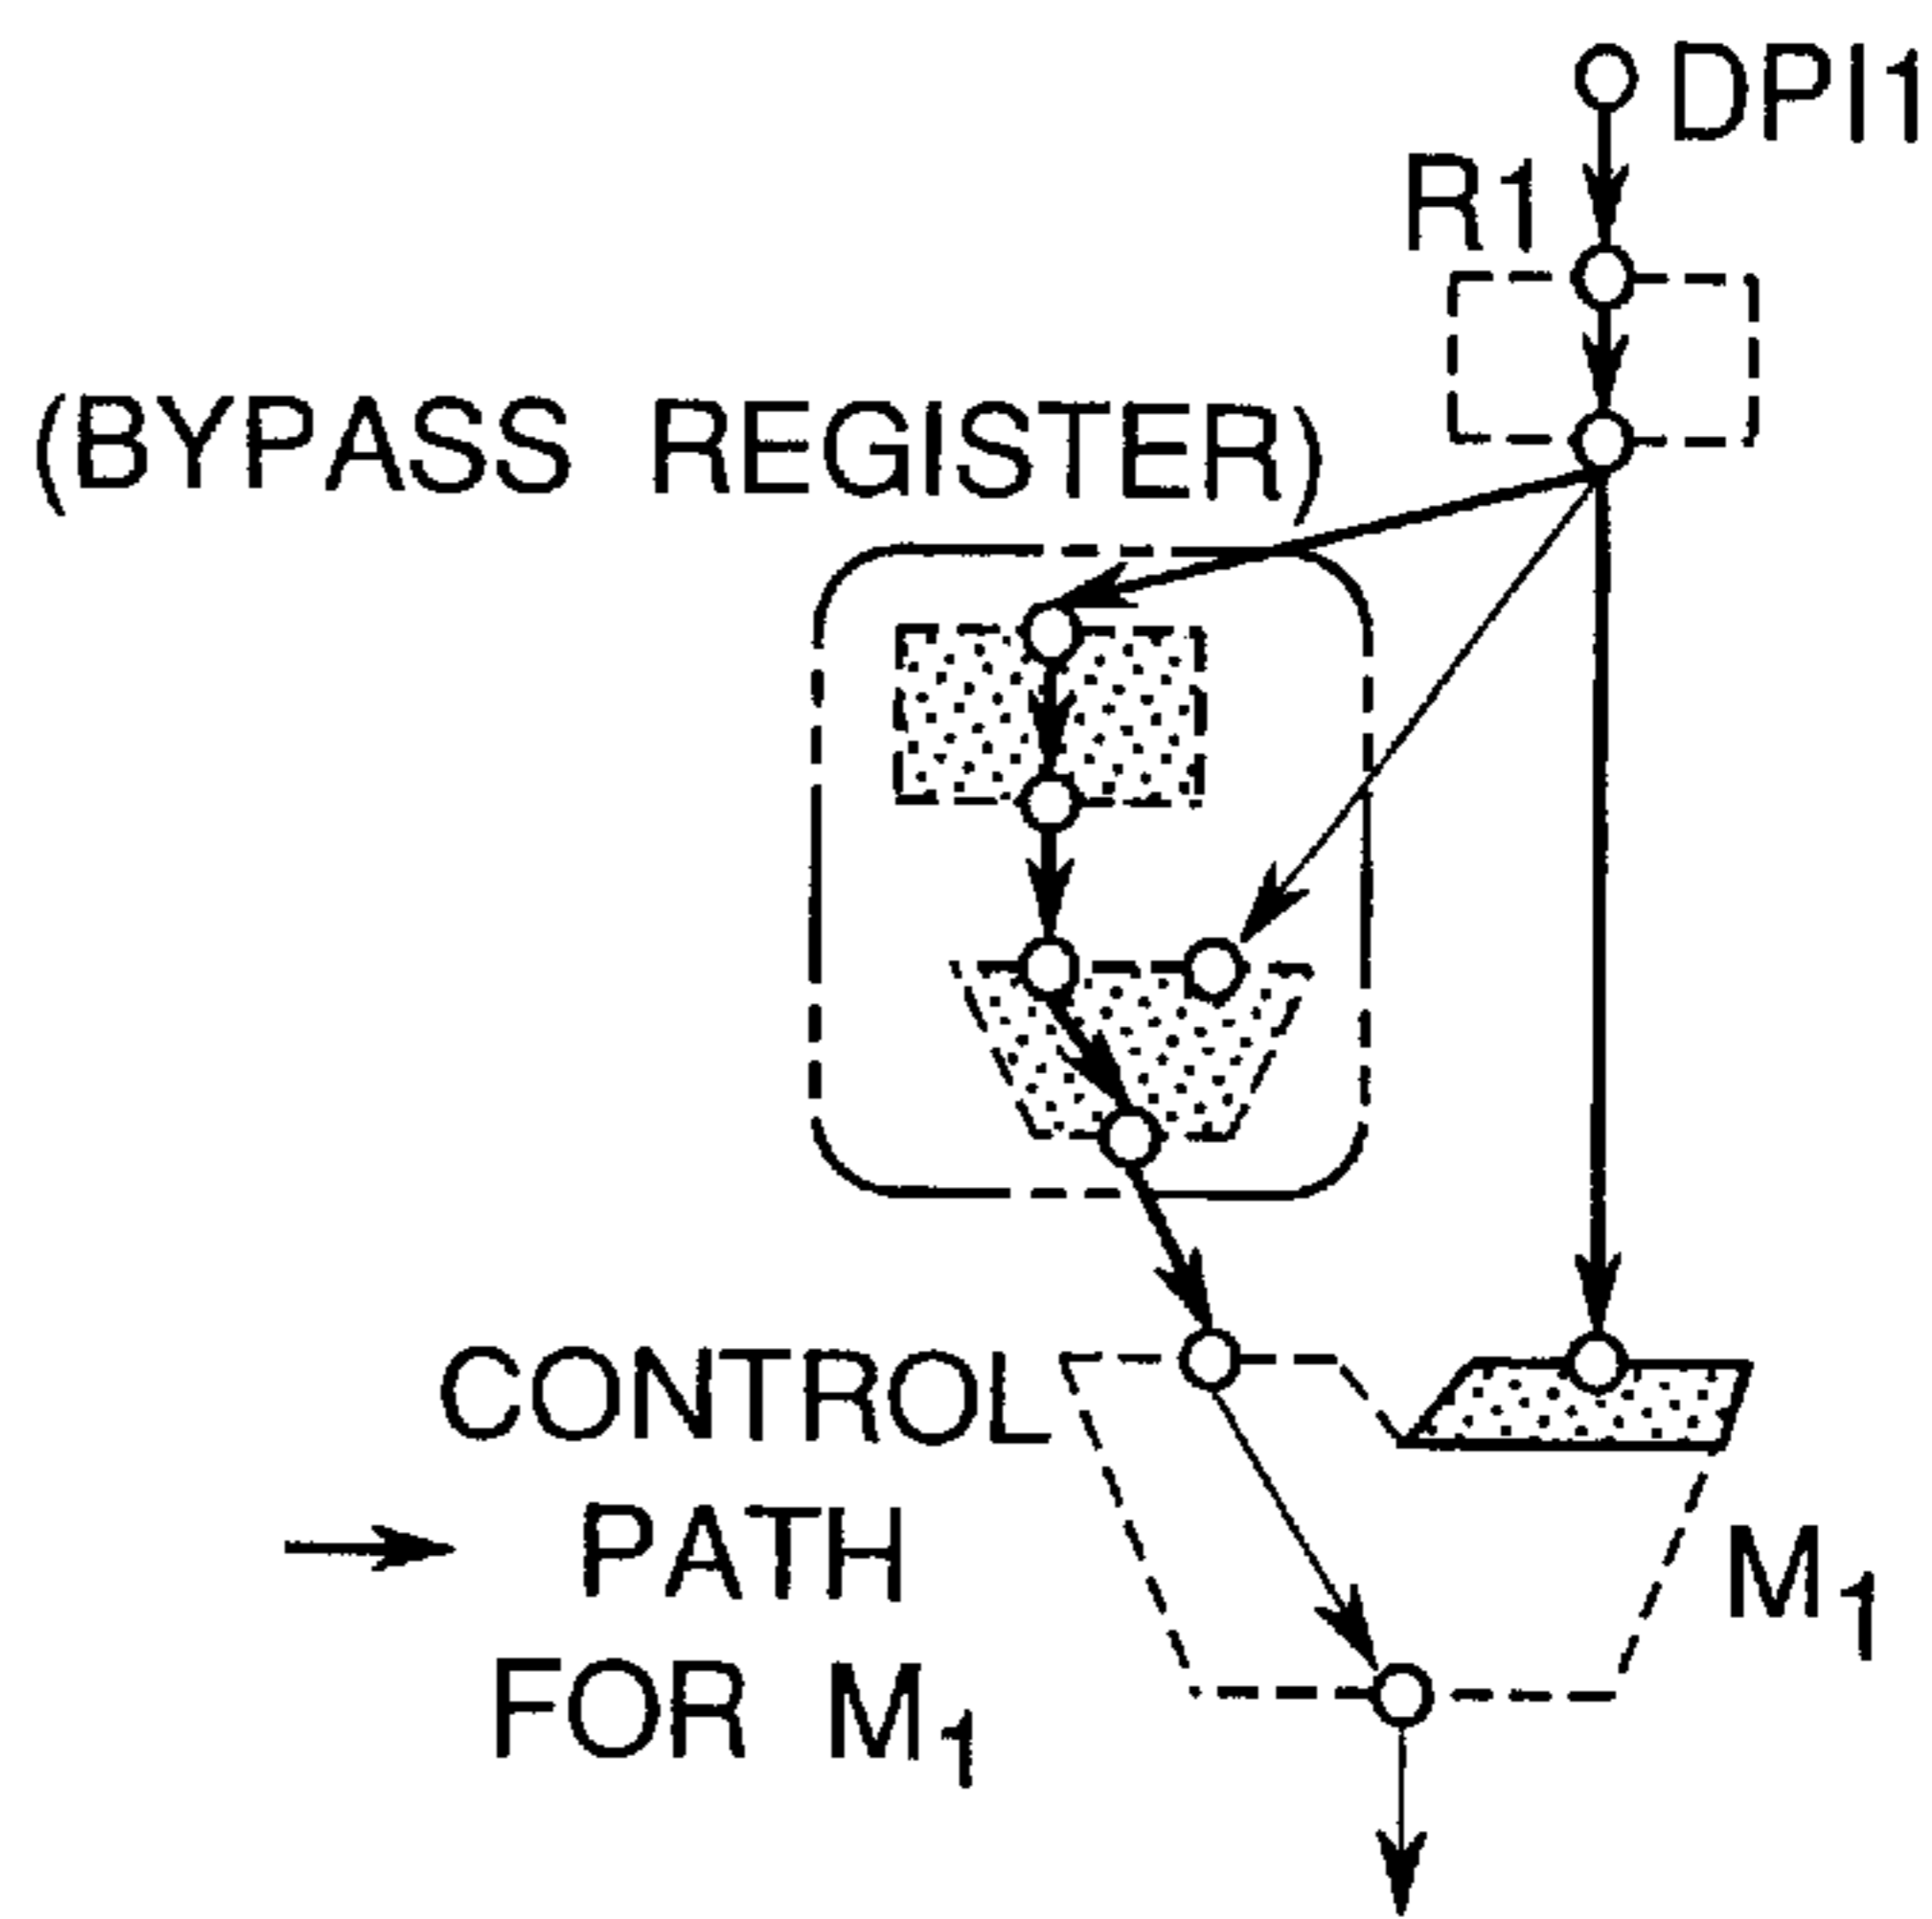 DPI1
R1
(BYPASS REGISTER)
CONTROL
PATH
FOR M1
M1